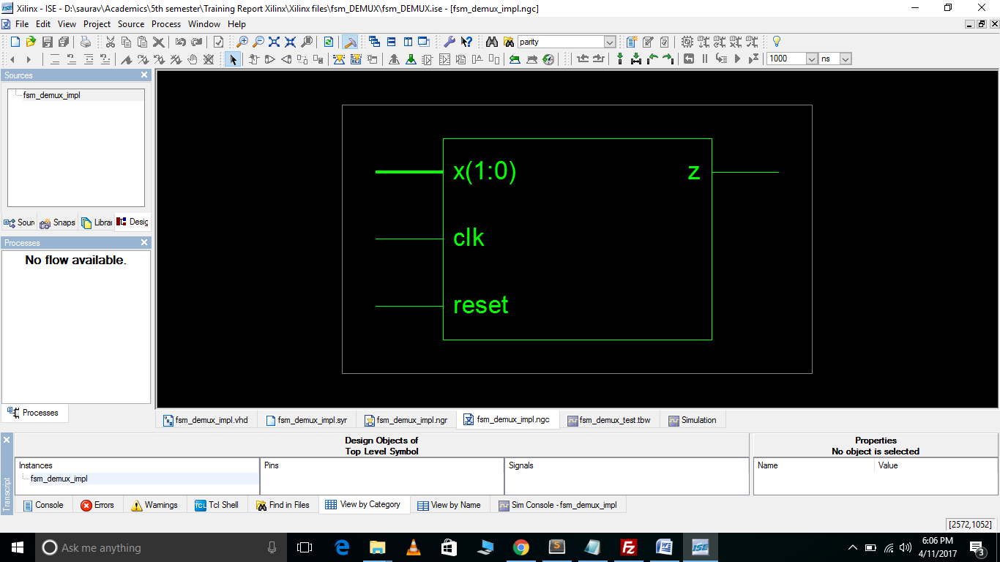 Xilinx - ISE - D:\saurav\Academics\5th semester\Training Report Xilinx\Xilinx files\fsm_DEMUX\fsm_DEMUX.ise - [fsm_demux_impl.ngc]
File Edit View Project Source Process Window Help
parity
1000 ns
Sources
fsm_demux_impl
Sour Snaps Librai Desig
Processes
No flow available.
Processes
x(1:0) z
clk
reset
fsm_demux_impl.vhd fsm_demux_impl.syr fsm_demux_impl.ngr fsm_demux_impl.ngc fsm_demux_test.tbw Simulation
Transcript
Design Objects of
Top Level Symbol
Properties
No object is selected
Instances Pins Signals Name Value
fsm_demux_impl
Console Errors Warnings TCL Tcl Shell Find in Files View by Category View by Name Sim Console - fsm_demux_impl
[2572,1052]
Ask me anything
ISE
6:06 PM
4/11/2017
3